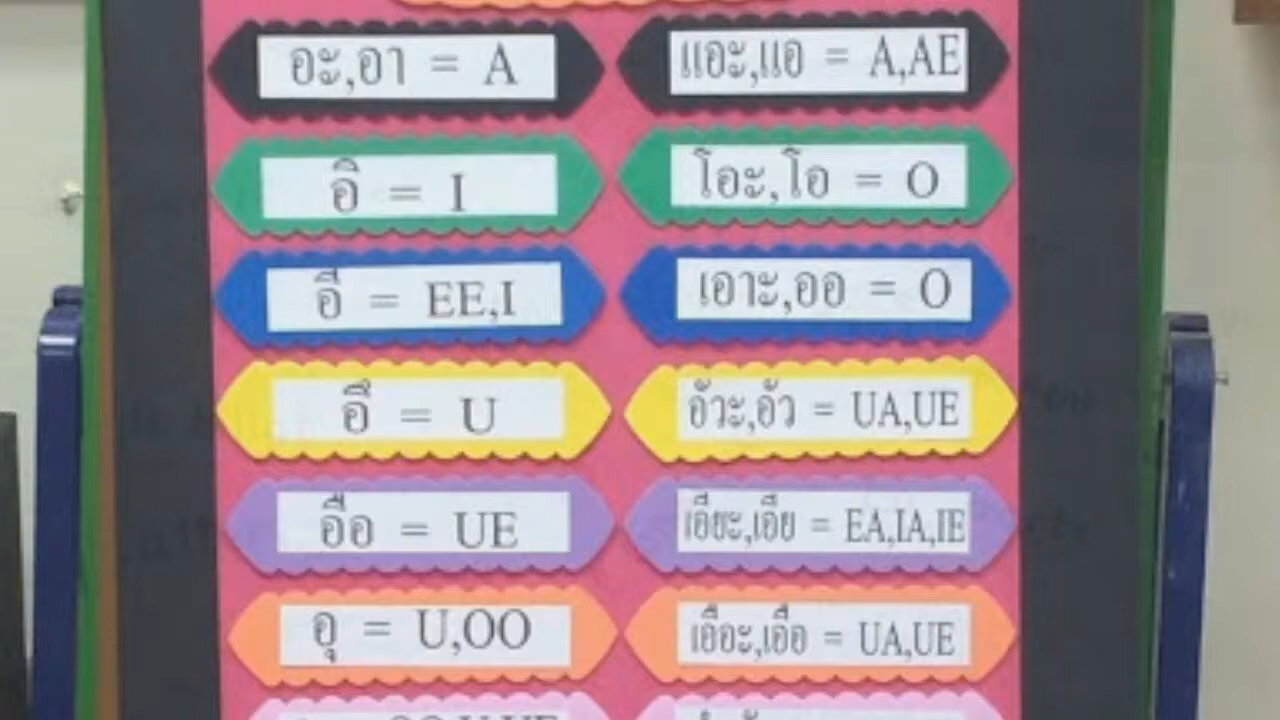 อะ,อา = A
แอะ,แอ = A,AE
อิ = I
โอะ,โอ = O
อี = EE,I
เอาะ,ออ = O
อึ = U
อัวะ,อัว = UA,UE
อือ = UE
เอียะ,เอีย = EA,IA,IE
อุ = U,OO
เอือะ,เอือ = UA,UE